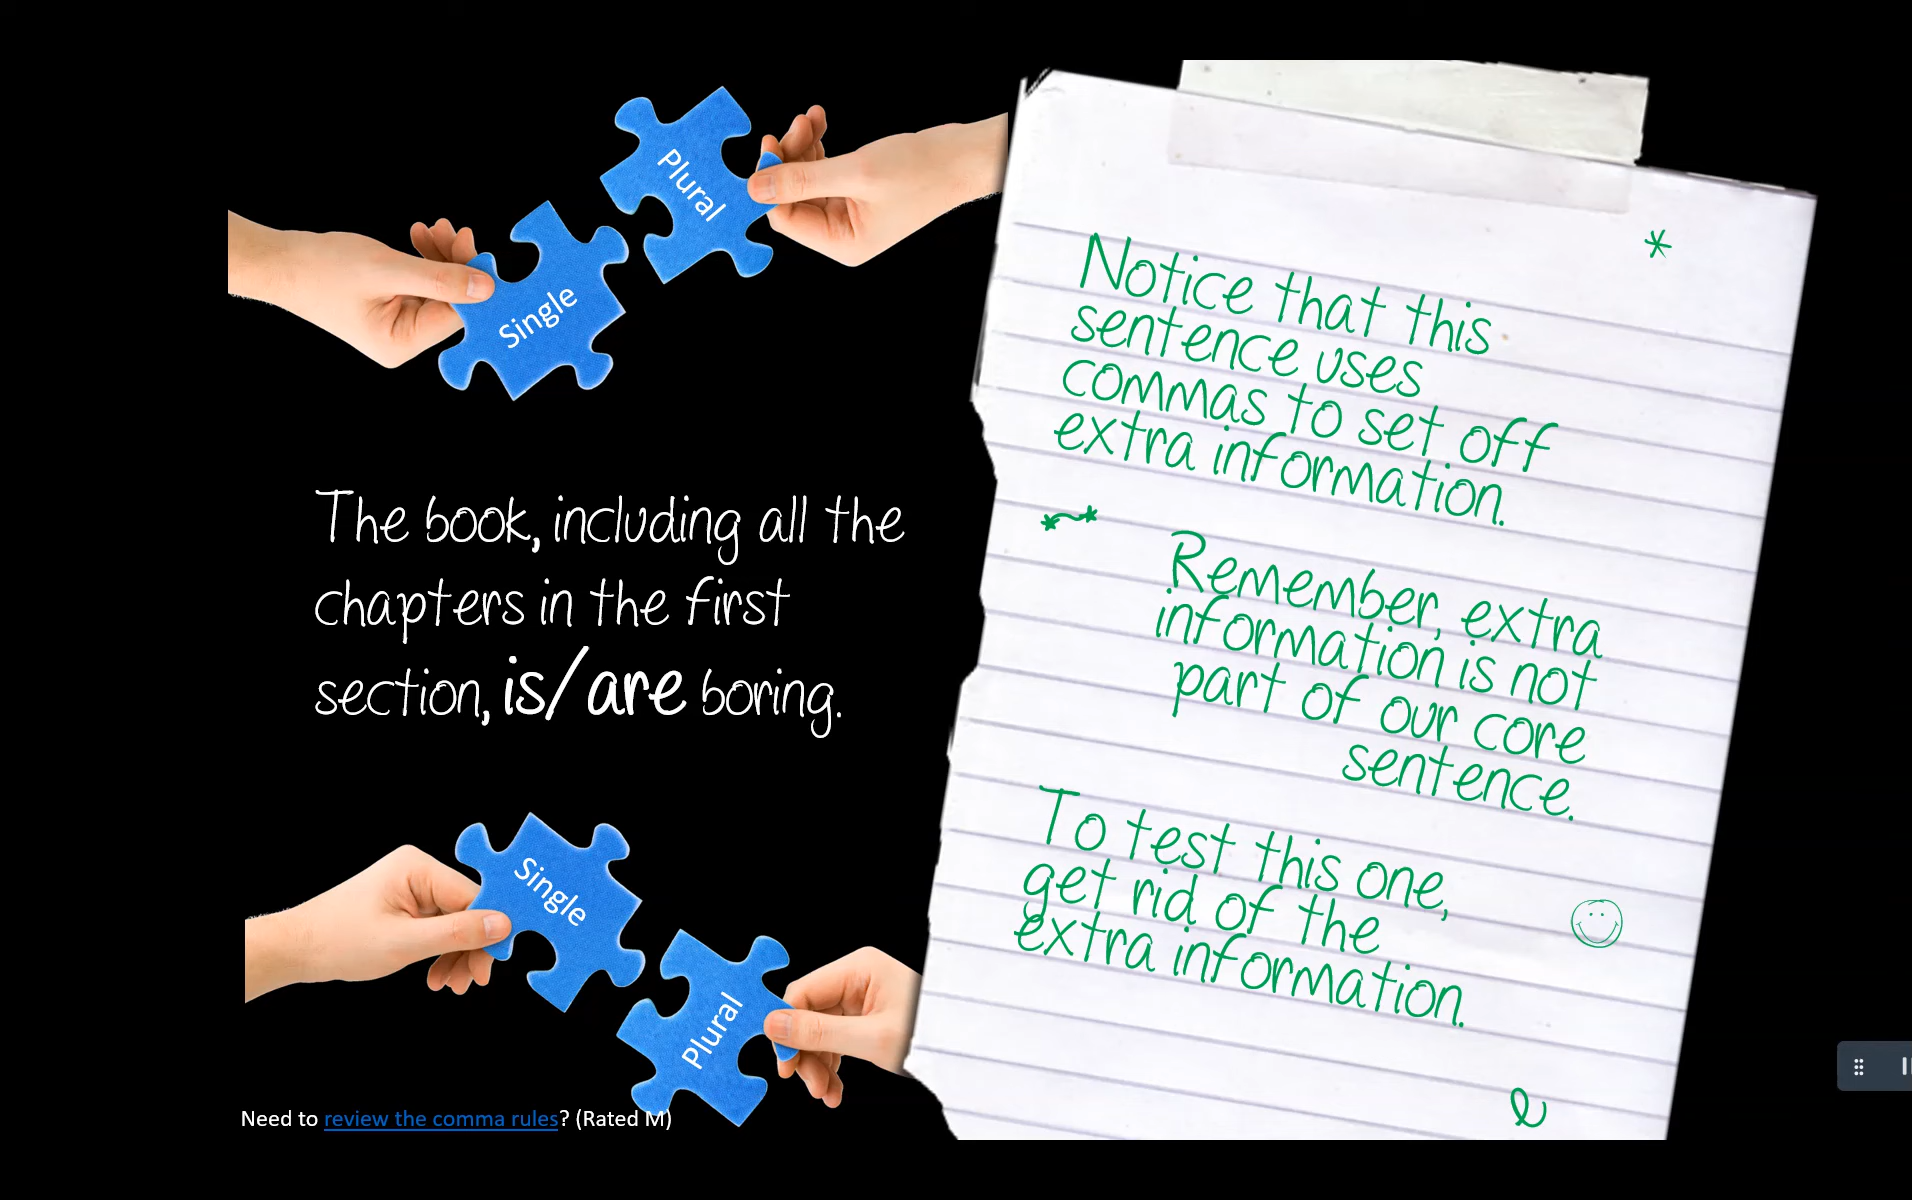 Plural
Single
The book, including all the
chapters in the first
section, is/are boring.
Single
Plural
Need to review the comma rules? (Rated M)
Notice that this
sentence uses
commas to set off
extra information.
Remember, extra
information is not
part of our core
sentence.
To test this one,
get rid of the
extra information.